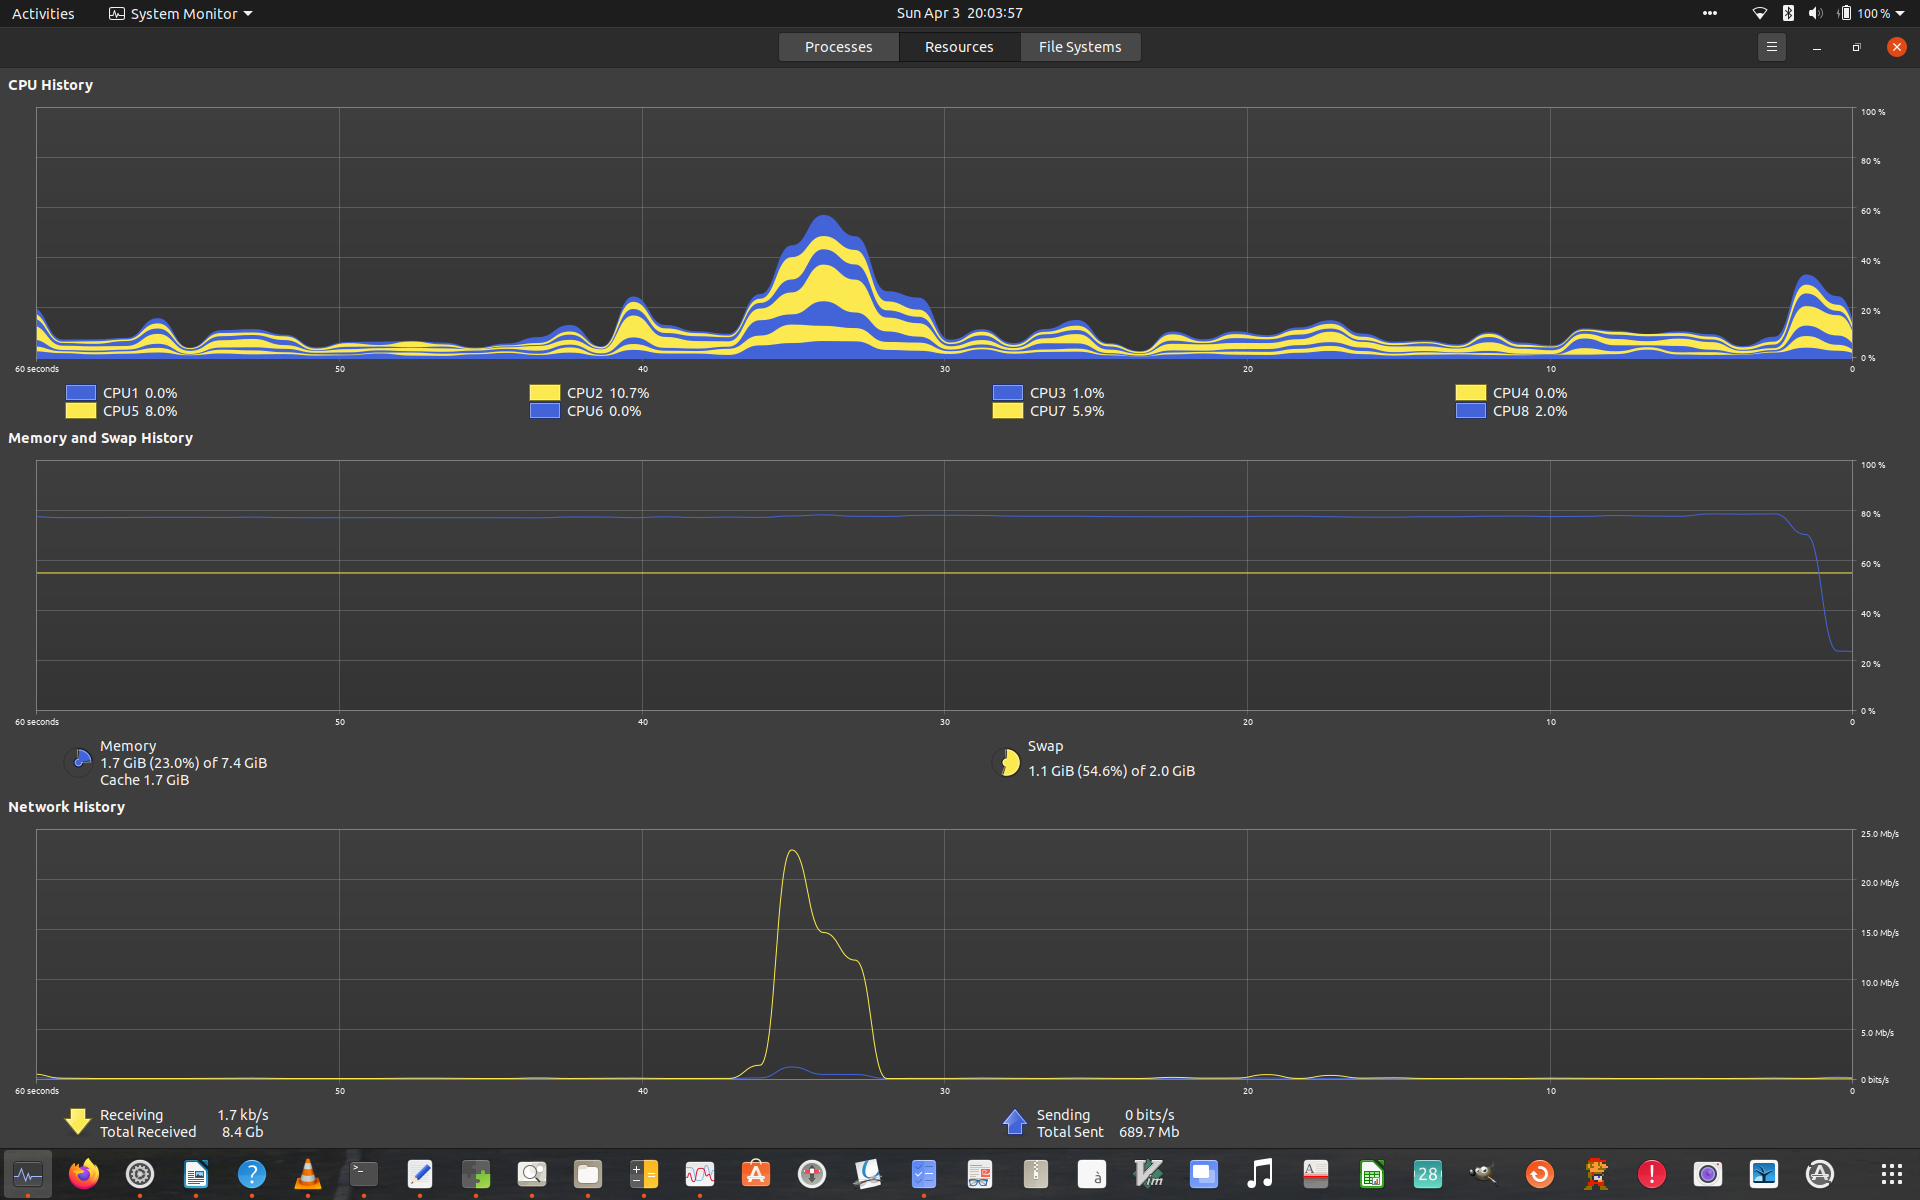 Activities System Monitor Sun Apr 3 20:03:57 100 %
Processes Resources File Systems
CPU History
100 %
80 %
60 %
40 %
20 %
0 %
60 seconds 50 40 30 20 10 0
CPU1 0.0% CPU2 10.7% CPU3 1.0% CPU4 0.0%
CPU5 8.0% CPU6 0.0% CPU7 5.9% CPU8 2.0%
Memory and Swap History
100 %
80 %
60 %
40 %
20 %
0 %
60 seconds 50 40 30 20 10 0
Memory
1.7 GiB (23.0%) of 7.4 GiB
Cache 1.7 GiB
Swap
1.1 GiB (54.6%) of 2.0 GiB
Network History
25.0 Mb/s
20.0 Mb/s
15.0 Mb/s
10.0 Mb/s
5.0 Mb/s
0 bits/s
60 seconds 50 40 30 20 10 0
Receiving 1.7 kb/s
Total Received 8.4 Gb
Sending 0 bits/s
Total Sent 689.7 Mb
? >_ A à Vim A 28 !